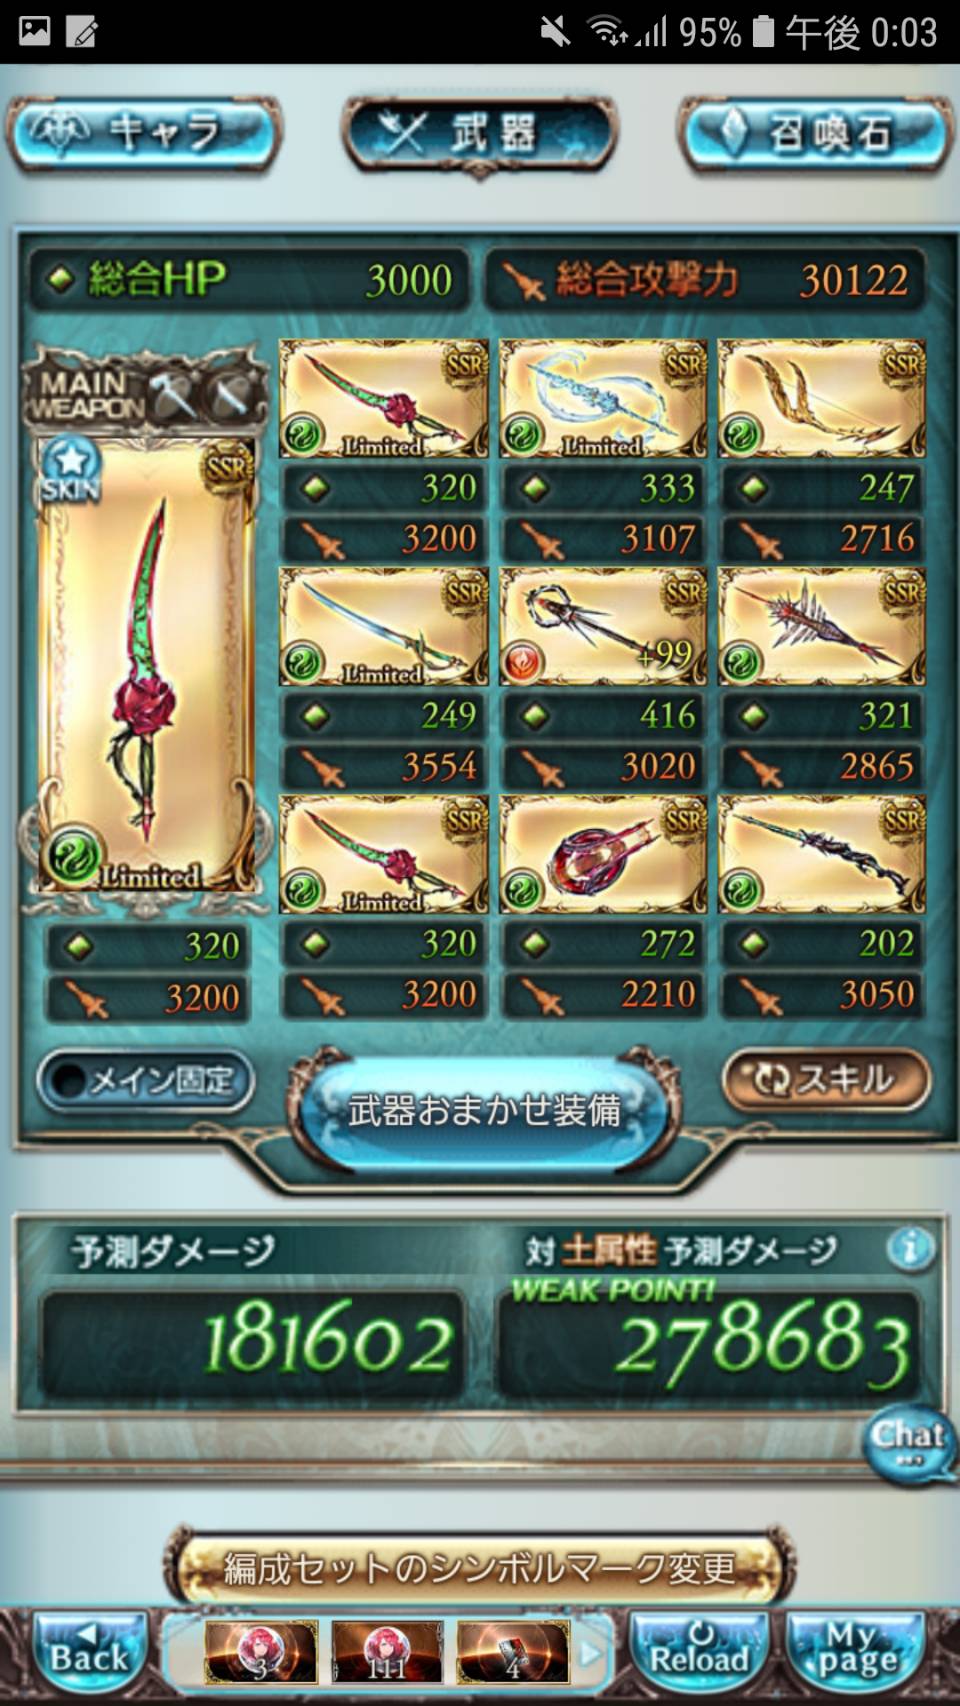 95% 午後 0:03
キャラ 武器 召喚石
総合HP 3000 総合攻撃力 30122
MAIN WEAPON
SKIN SSR
Limited
320
3200
SSR Limited SSR Limited SSR
320 333 247
3200 3107 2716
SSR Limited SSR +99 SSR
249 416 321
3554 3020 2865
SSR Limited SSR SSR
320 272 202
3200 2210 3050
メイン固定 武器おまかせ装備 スキル
予測ダメージ 対 土属性 予測ダメージ
WEAK POINT!
181602 278683
Chat
編成セットのシンボルマーク変更
Back 3 111 4 Reload My page